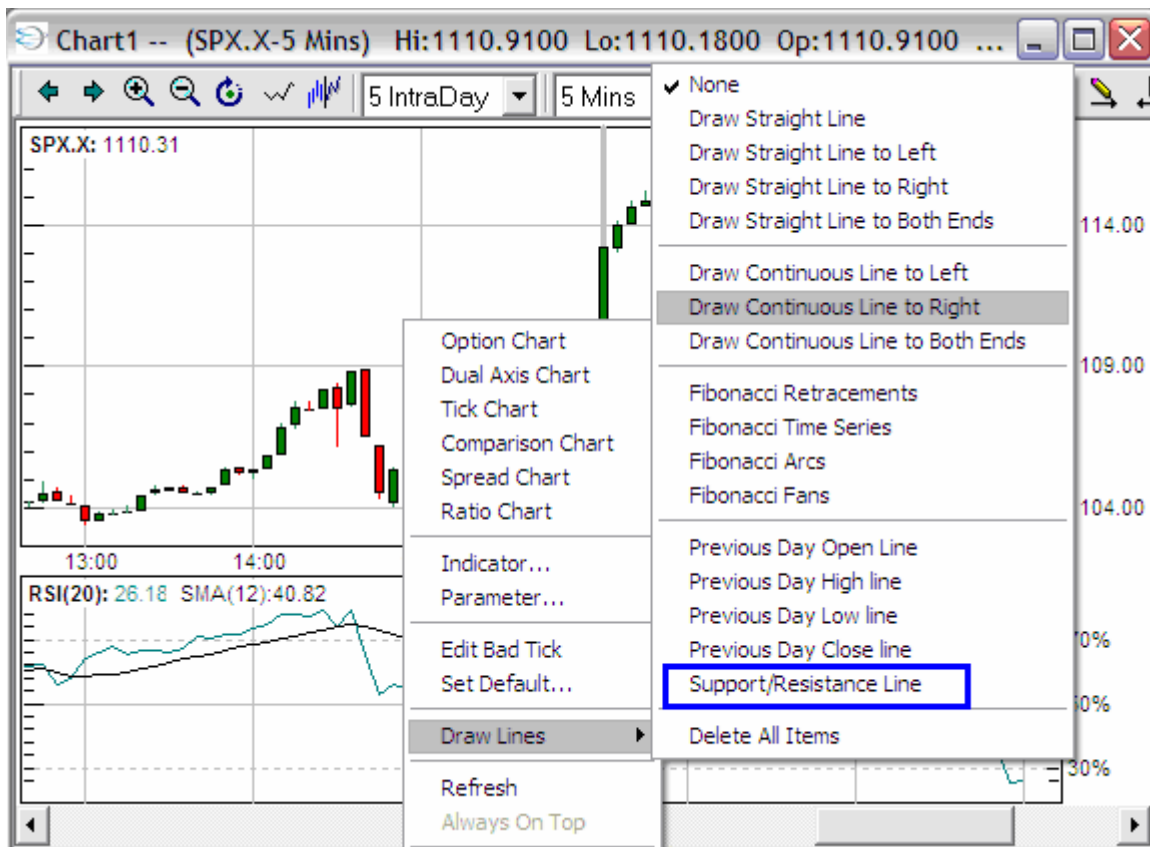 Chart1 -- (SPX.X-5 Mins) Hi:1110.9100 Lo:1110.1800 Op:1110.9100 ...
5 IntraDay
5 Mins
SPX.X: 1110.31
114.00
109.00
104.00
13:00
14:00
RSI(20): 26.18 SMA(12):40.82
70%
50%
30%
Option Chart
Dual Axis Chart
Tick Chart
Comparison Chart
Spread Chart
Ratio Chart
Indicator...
Parameter...
Edit Bad Tick
Set Default...
Draw Lines
Refresh
Always On Top
None
Draw Straight Line
Draw Straight Line to Left
Draw Straight Line to Right
Draw Straight Line to Both Ends
Draw Continuous Line to Left
Draw Continuous Line to Right
Draw Continuous Line to Both Ends
Fibonacci Retracements
Fibonacci Time Series
Fibonacci Arcs
Fibonacci Fans
Previous Day Open Line
Previous Day High line
Previous Day Low line
Previous Day Close line
Support/Resistance Line
Delete All Items